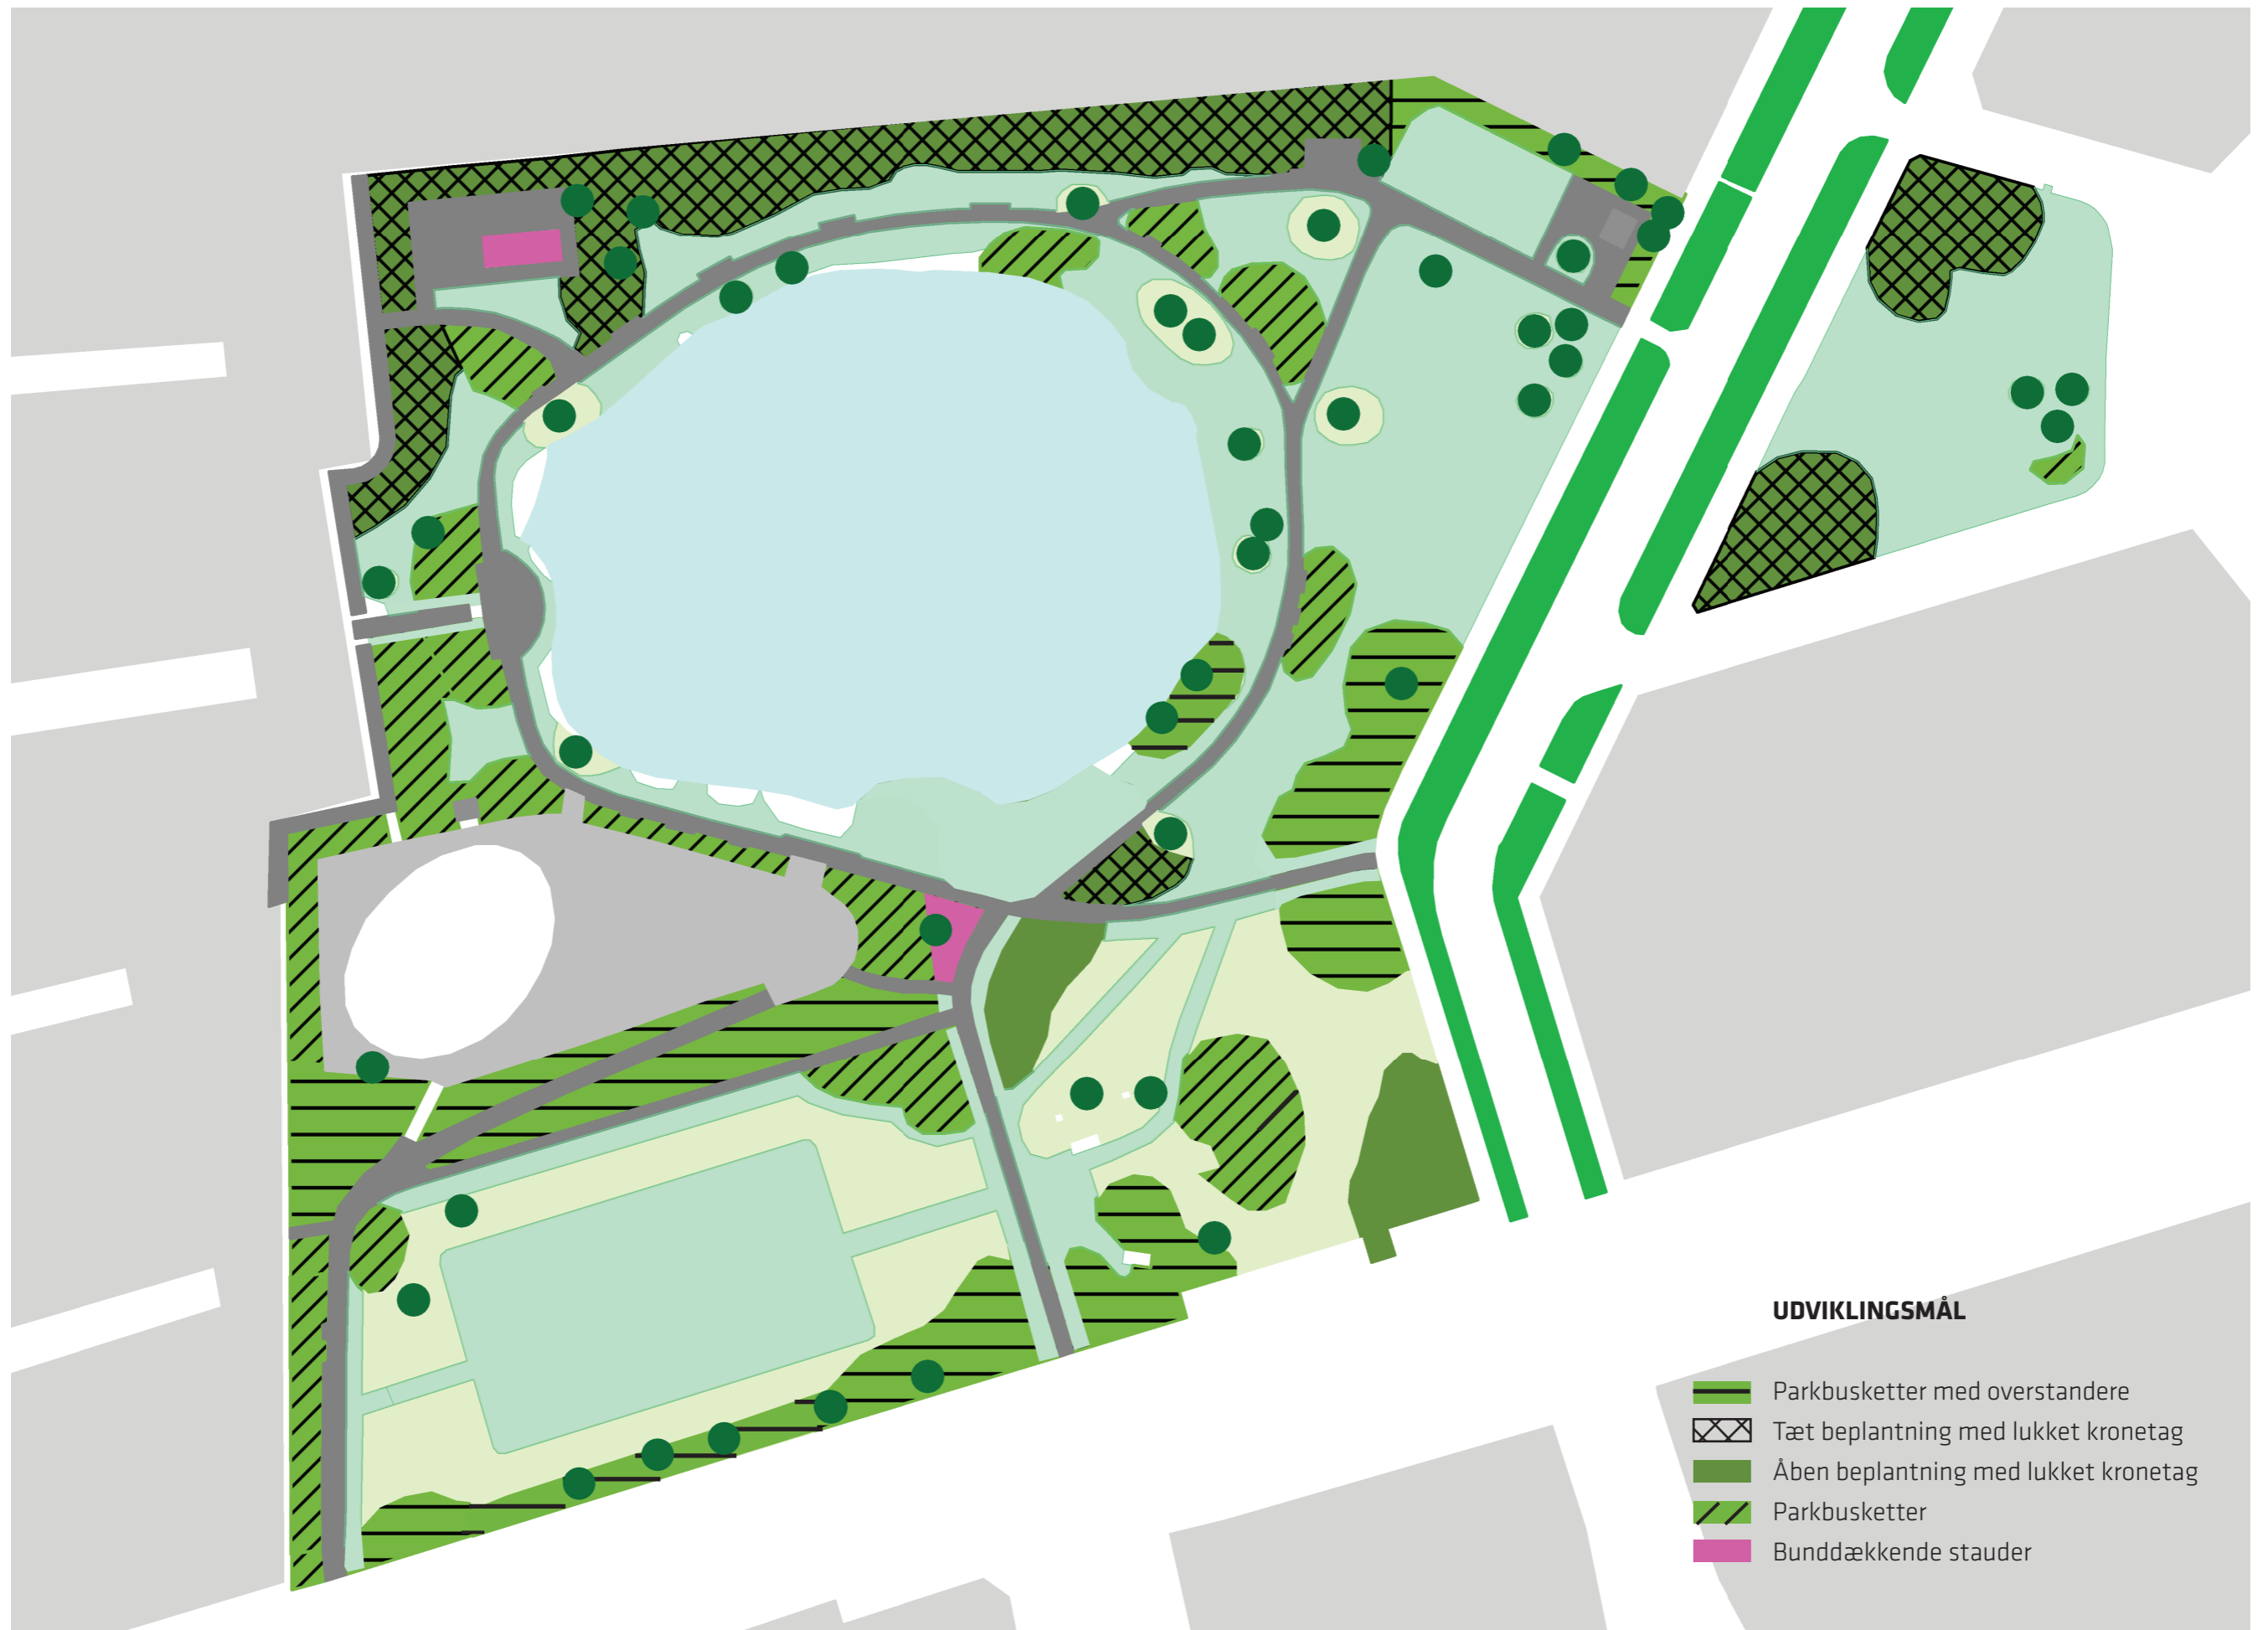 UDVIKLINGSMÅL
Parkbusketter med overstandere
Tæt beplantning med lukket kronetag
Åben beplantning med lukket kronetag
Parkbusketter
Bunddækkende stauder